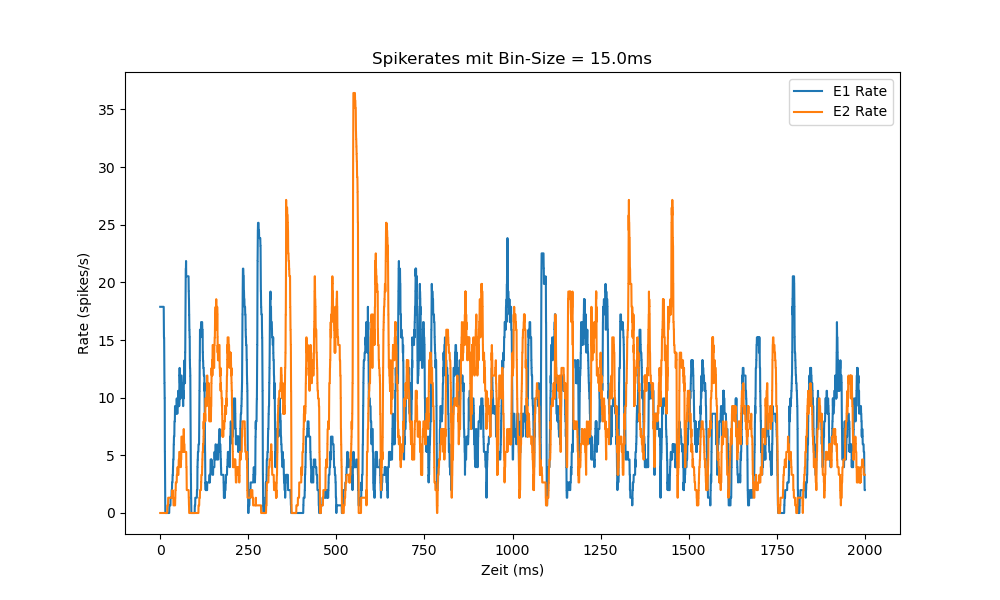 Spikerates mit Bin-Size = 15.0ms
E1 Rate
E2 Rate
35
30
25
20
15
10
5
0
Rate (spikes/s)
0 250 500 750 1000 1250 1500 1750 2000
Zeit (ms)